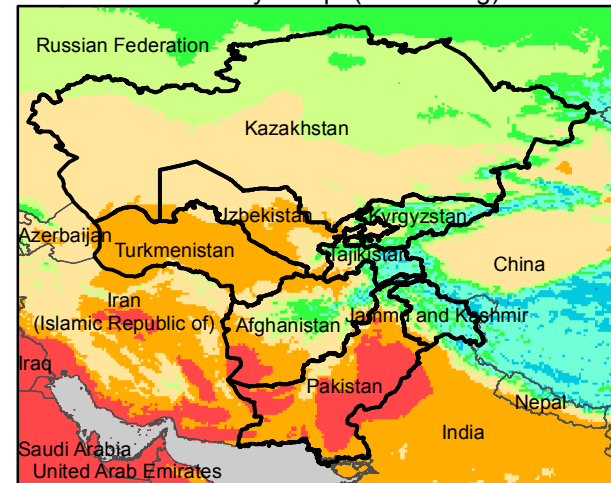 Russian Federation
Kazakhstan
Izbekistan
Kyrgyzstan
Azerbaijan
Turkmenistan
Tajikistan
China
Iran
(Islamic Republic of)
Afghanistan
Jammu and Kashmir
Iraq
Pakistan
Nepal
India
Saudi Arabia
United Arab Emirates